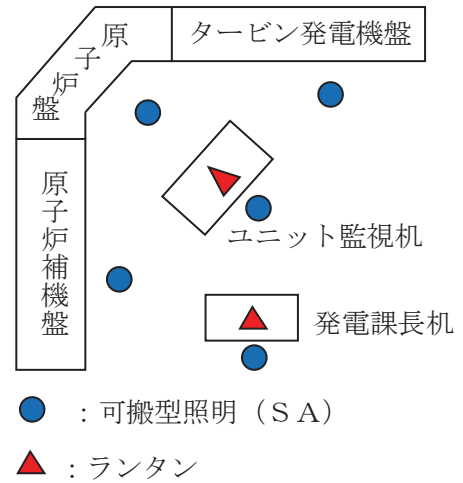 原子炉盤
タービン発電機盤
原子炉補機盤
ユニット監視机
発電課長机
：可搬型照明（ＳＡ）
：ランタン